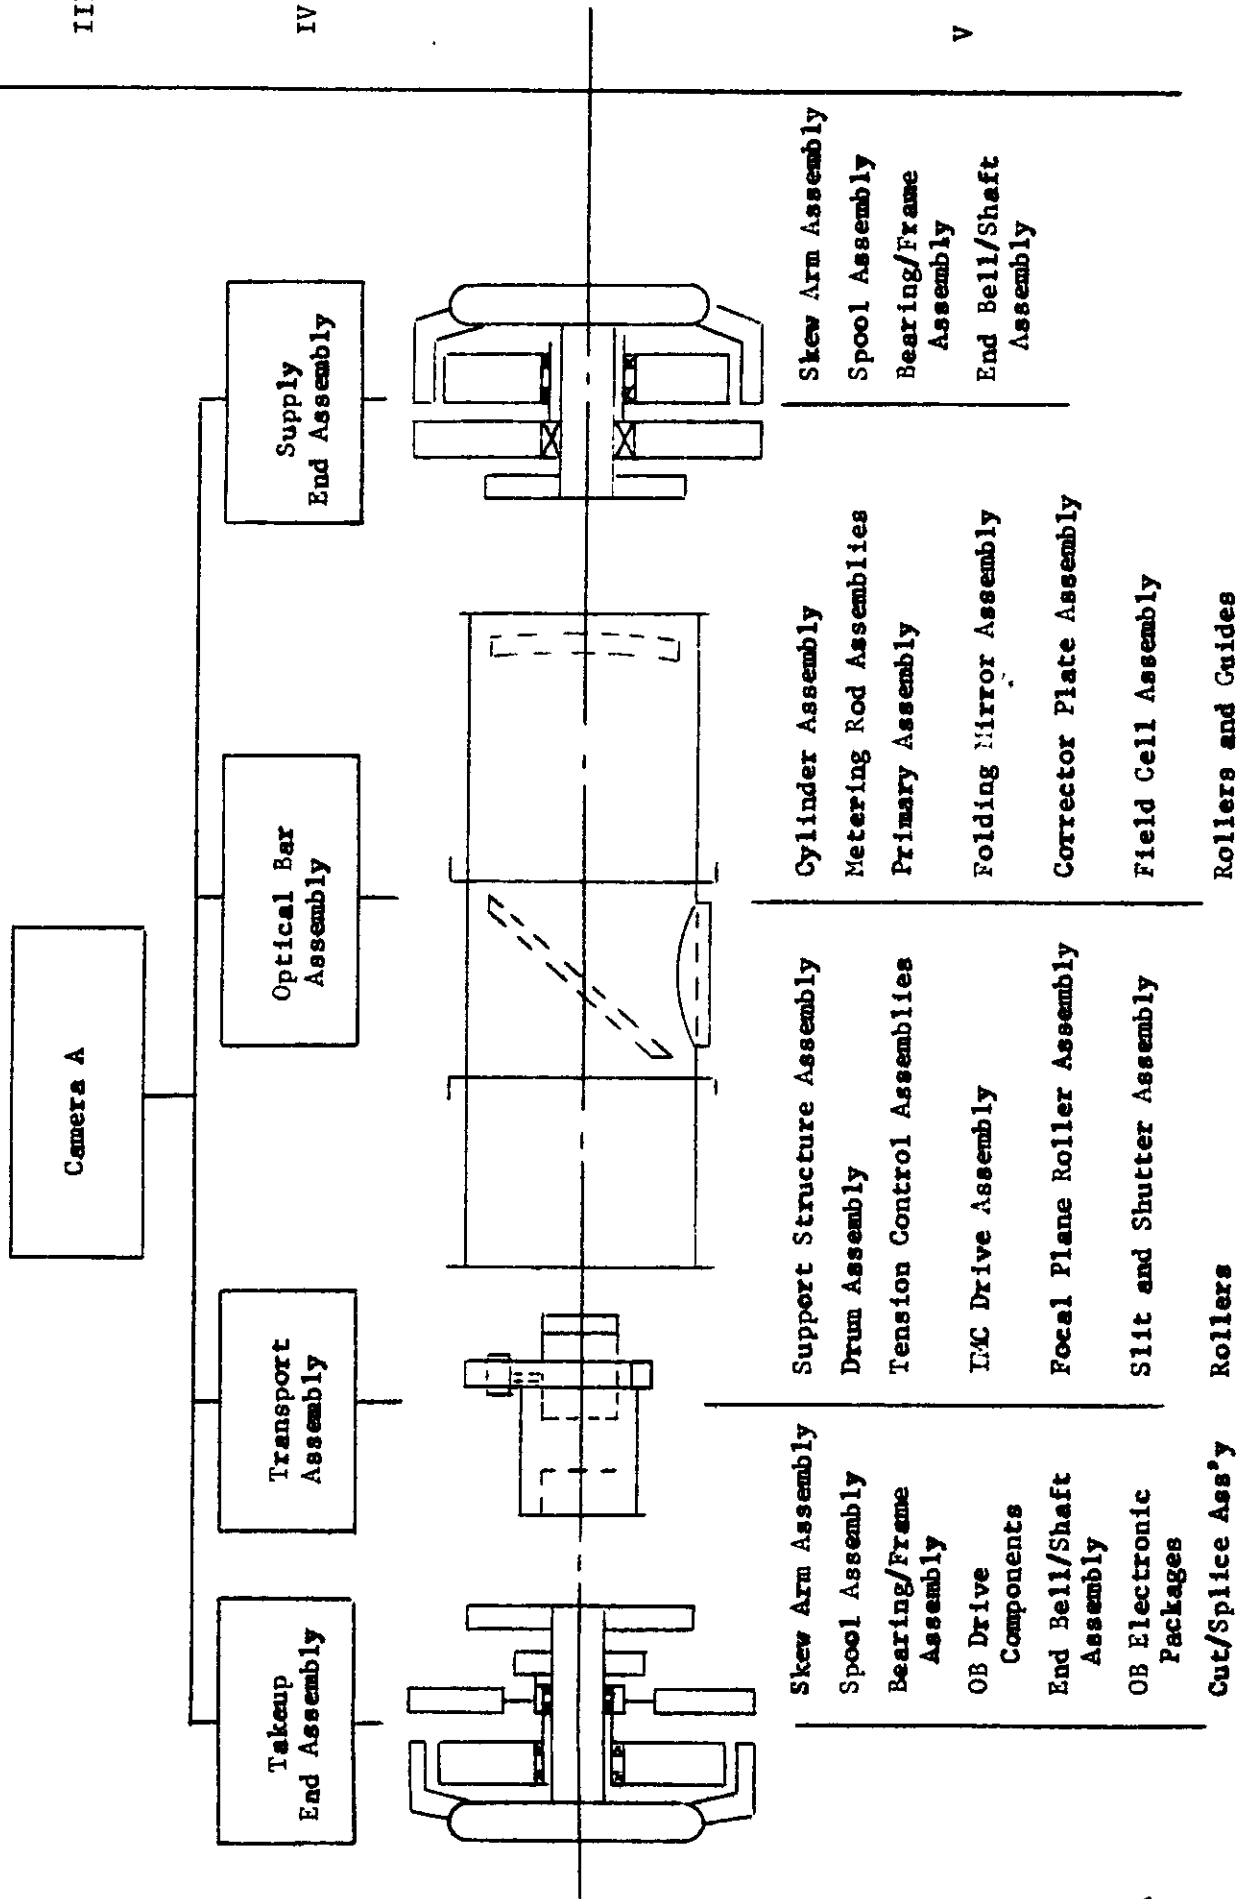 III
Camera A
IV
Takeup
End Assembly
Transport
Assembly
Optical Bar
Assembly
Supply
End Assembly
V
Skew Arm Assembly
Spool Assembly
Bearing/Frame
Assembly
OB Drive
Components
End Bell/Shaft
Assembly
OB Electronic
Packages
Cut/Splice Ass'y
Support Structure Assembly
Drum Assembly
Tension Control Assemblies
IMC Drive Assembly
Focal Plane Roller Assembly
Slit and Shutter Assembly
Rollers
Cylinder Assembly
Metering Rod Assemblies
Primary Assembly
Folding Mirror Assembly
Corrector Plate Assembly
Field Cell Assembly
Rollers and Guides
Skew Arm Assembly
Spool Assembly
Bearing/Frame
Assembly
End Bell/Shaft
Assembly